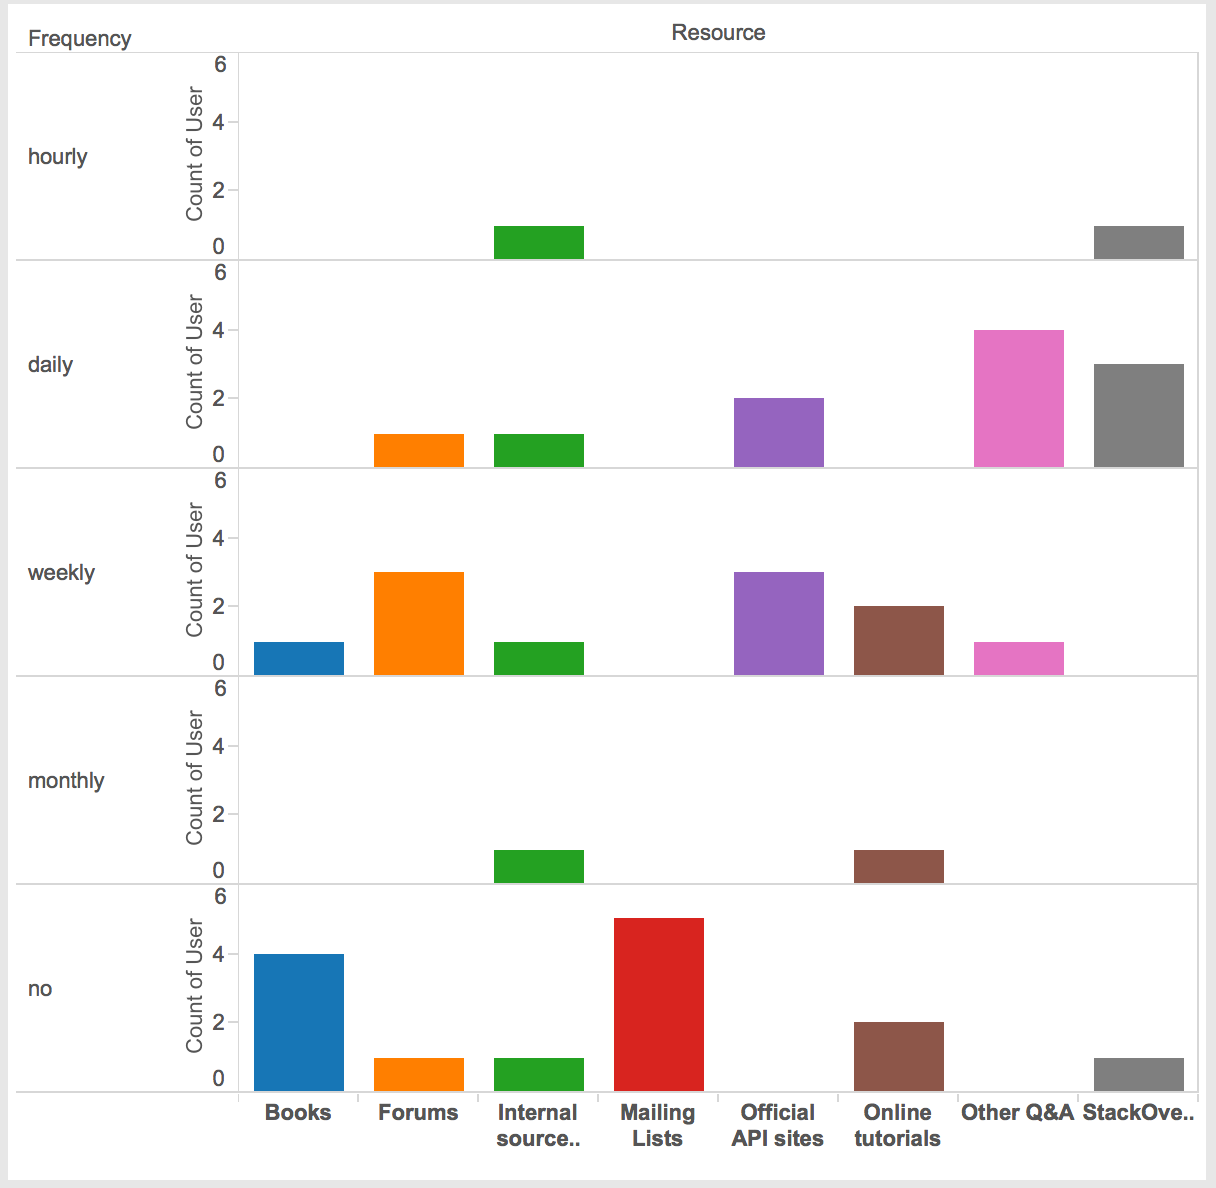 Frequency
Resource
hourly
Count of User
6
4
2
0
daily
Count of User
6
4
2
0
weekly
Count of User
6
4
2
0
monthly
Count of User
6
4
2
0
no
Count of User
6
4
2
0
Books
Forums
Internal
source..
Mailing
Lists
Official
API sites
Online
tutorials
Other Q&A
StackOve..